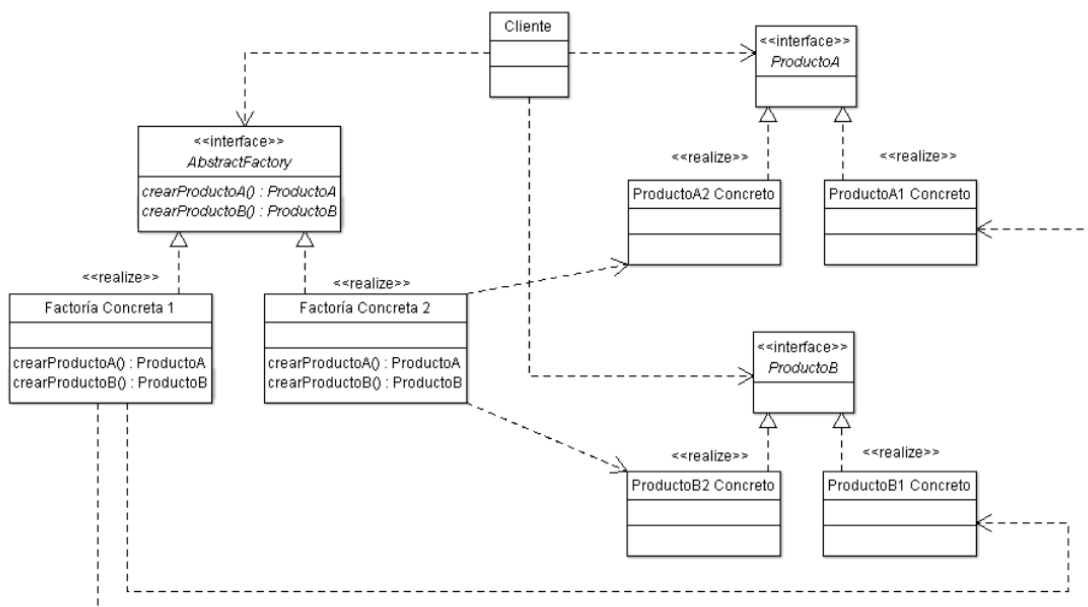 Cliente
<<interface>>
ProductoA
<<interface>>
AbstractFactory
crearProductoA() : ProductoA
crearProductoB() : ProductoB
<<realize>>
<<realize>>
ProductoA2 Concreto
ProductoA1 Concreto
<<realize>>
<<realize>>
Factoría Concreta 1
crearProductoA() : ProductoA
crearProductoB() : ProductoB
Factoría Concreta 2
crearProductoA() : ProductoA
crearProductoB() : ProductoB
<<interface>>
ProductoB
<<realize>>
<<realize>>
ProductoB2 Concreto
ProductoB1 Concreto